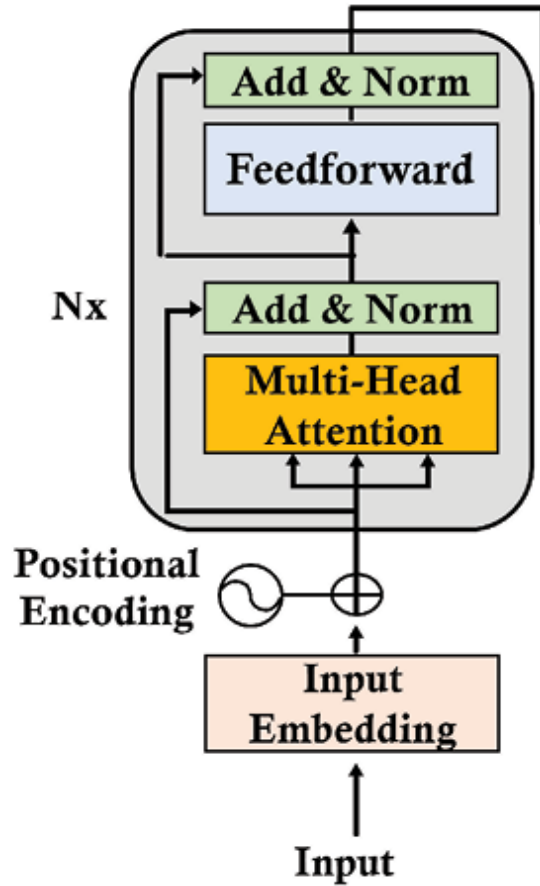 Add & Norm
Feedforward
Nx
Add & Norm
Multi-Head
Attention
Positional
Encoding
Input
Embedding
Input